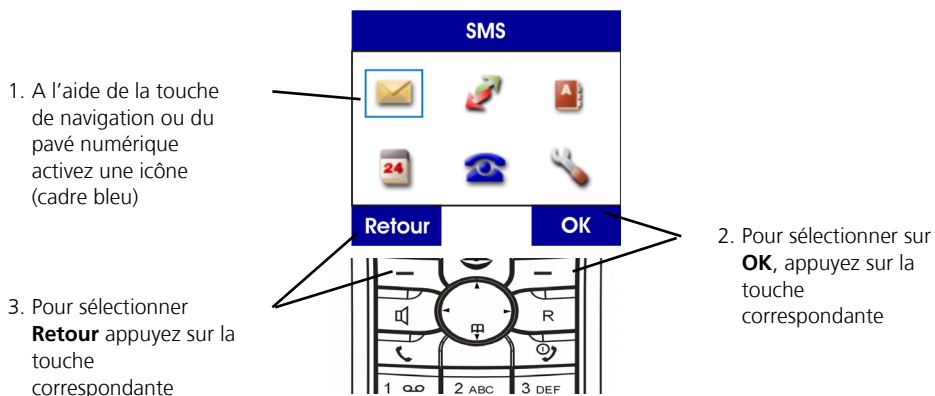 SMS
1. A l'aide de la touche
de navigation ou du
pavé numérique
activez une icône
(cadre bleu)
A
24
Retour
OK
2. Pour sélectionner sur
OK, appuyez sur la
touche
correspondante
3. Pour sélectionner
Retour appuyez sur la
touche
correspondante
R
1
2 ABC
3 DEF